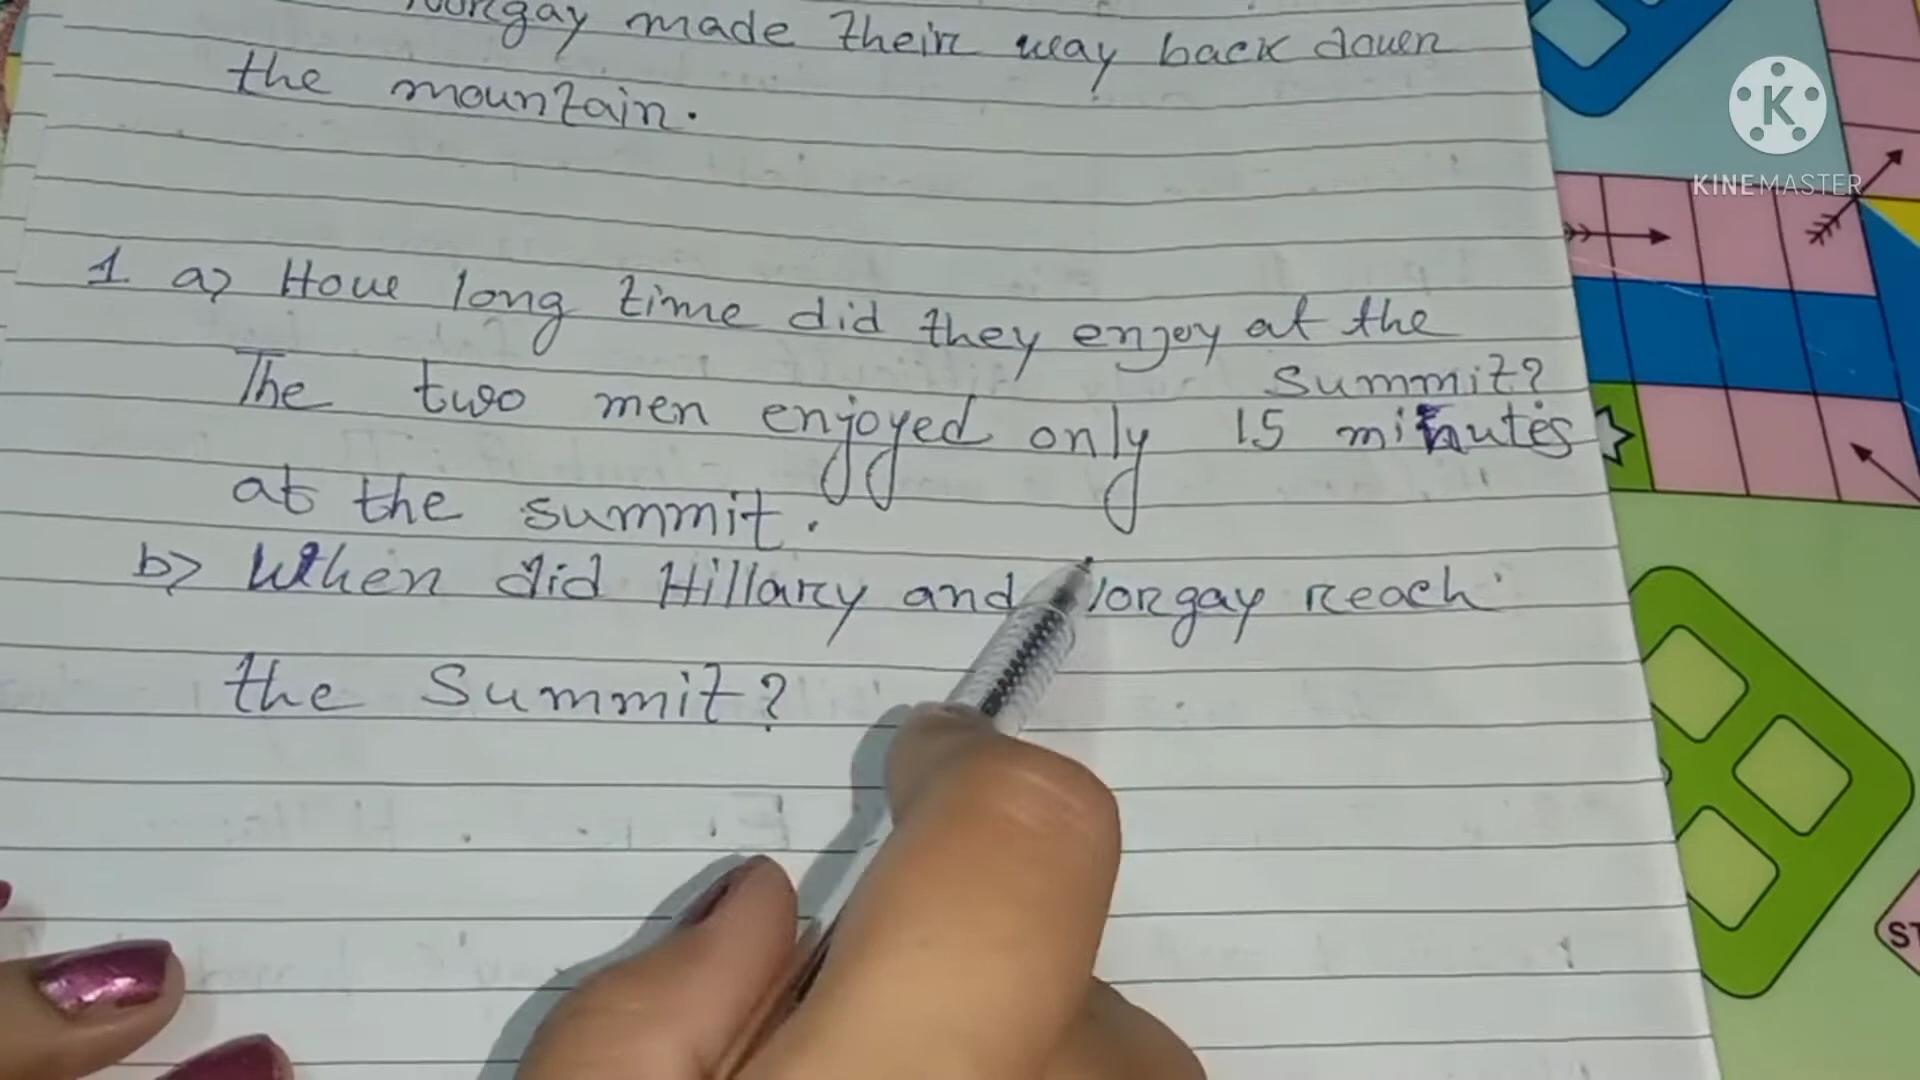 made their way back down
the mountain.
1 a) How long time did they enjoy at the
summit?
The two men enjoyed only 15 minutes
at the summit.
b) When did Hillary and Norgay reach
the Summit?
K
KINEMASTER